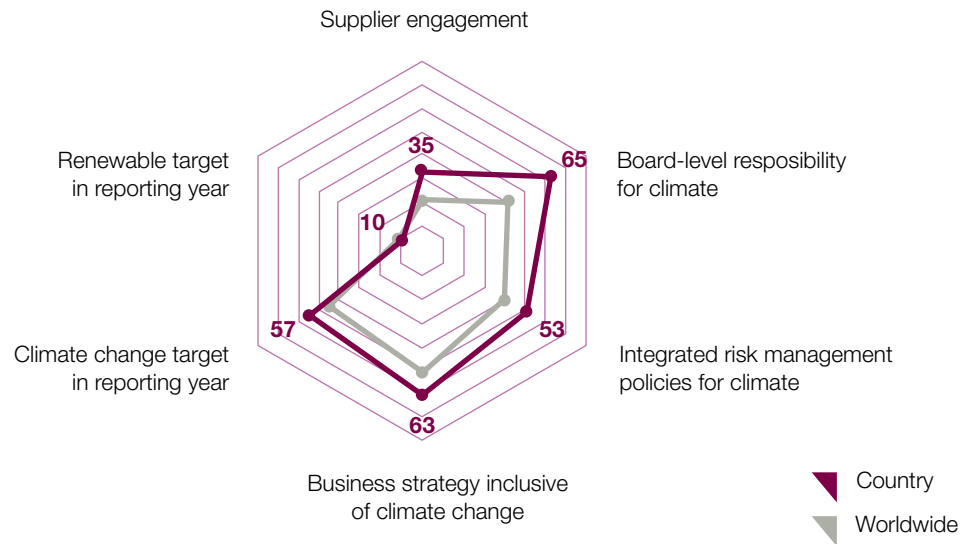 Supplier engagement
35
65
Board-level resposibility
for climate
Renewable target
in reporting year
10
57
53
Climate change target
in reporting year
Integrated risk management
policies for climate
63
Business strategy inclusive
of climate change
Country
Worldwide